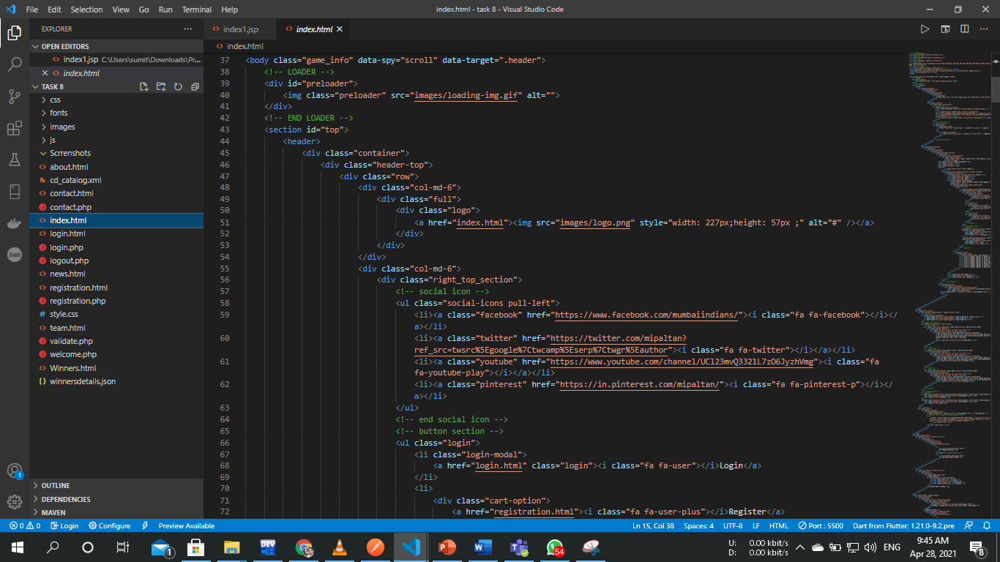 File Edit Selection View Go Run Terminal Help index.html - task 8 - Visual Studio Code
EXPLORER
OPEN EDITORS
index1.jsp C:\Users\sumit\Downloads\Pr...
index.html
TASK 8
css
fonts
images
js
Scrrenshots
about.html
cd_catalog.xml
contact.html
contact.php
index.html
login.html
login.php
logout.php
news.html
registration.html
registration.php
style.css
team.html
validate.php
welcome.php
Winners.html
winnersdetails.json
OUTLINE
DEPENDENCIES
MAVEN
index1.jsp index.html
index.html
37 <body class="game_info" data-spy="scroll" data-target=".header">
38 <!-- LOADER -->
39 <div id="preloader">
40 <img class="preloader" src="images/loading-img.gif" alt="">
41 </div>
42 <!-- END LOADER -->
43 <section id="top">
44 <header>
45 <div class="container">
46 <div class="header-top">
47 <div class="row">
48 <div class="col-md-6">
49 <div class="full">
50 <div class="logo">
51 <a href="index.html"><img src="images/logo.png" style="width: 227px;height: 57px ;" alt="#" /></a>
52 </div>
53 </div>
54 </div>
55 <div class="col-md-6">
56 <div class="right_top_section">
57 <!-- social icon -->
58 <ul class="social-icons pull-left">
59 <li><a class="facebook" href="https://www.facebook.com/mumbaiindians/"><i class="fa fa-facebook"></i></
a></li>
60 <li><a class="twitter" href="https://twitter.com/mipaltan?
ref_src=twsrc%5Egoogle%7Ctwcamp%5Eserp%7Ctwgr%5Eauthor"><i class="fa fa-twitter"></i></a></li>
61 <li><a class="youtube" href="https://www.youtube.com/channel/UCl23mvQ3321L7zO6JyzhVmg"><i class="fa
fa-youtube-play"></i></a></li>
62 <li><a class="pinterest" href="https://in.pinterest.com/mipaltan/"><i class="fa fa-pinterest-p"></i></
a></li>
63 </ul>
64 <!-- end social icon -->
65 <!-- button section -->
66 <ul class="login">
67 <li class="login-modal">
68 <a href="login.html" class="login"><i class="fa fa-user"></i>Login</a>
69 </li>
70 <li>
71 <div class="cart-option">
72 <a href="registration.html"><i class="fa fa-user-plus"></i>Register</a>
Json
1
0 0 Login Configure Preview Available Ln 15, Col 38 Spaces: 4 UTF-8 LF HTML Port : 5500 Dart from Flutter: 1.21.0-9.2.pre
1 DEV 54 U: 0.00 kbit/s ENG 9:45 AM
D: 0.00 kbit/s Apr 28, 2021 8